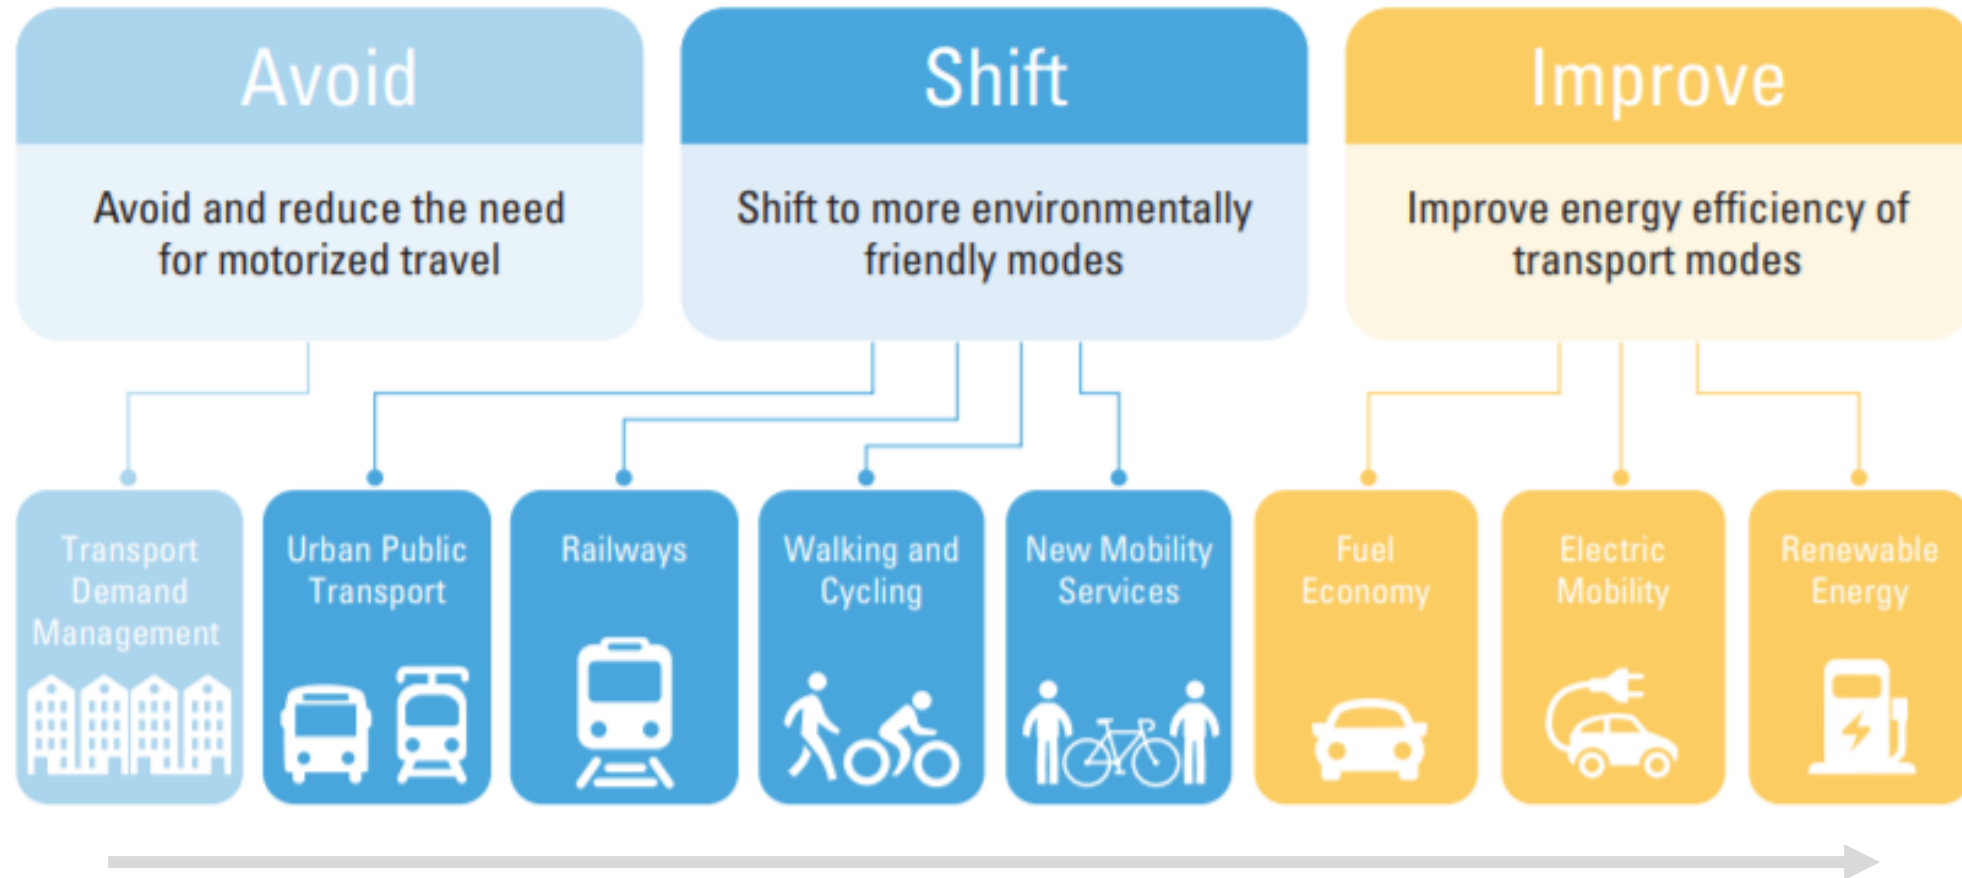 Avoid
Avoid and reduce the need
for motorized travel
Shift
Shift to more environmentally
friendly modes
Improve
Improve energy efficiency of
transport modes
Transport
Demand
Management
Urban Public
Transport
Railways
Walking and
Cycling
New Mobility
Services
Fuel
Economy
Electric
Mobility
Renewable
Energy